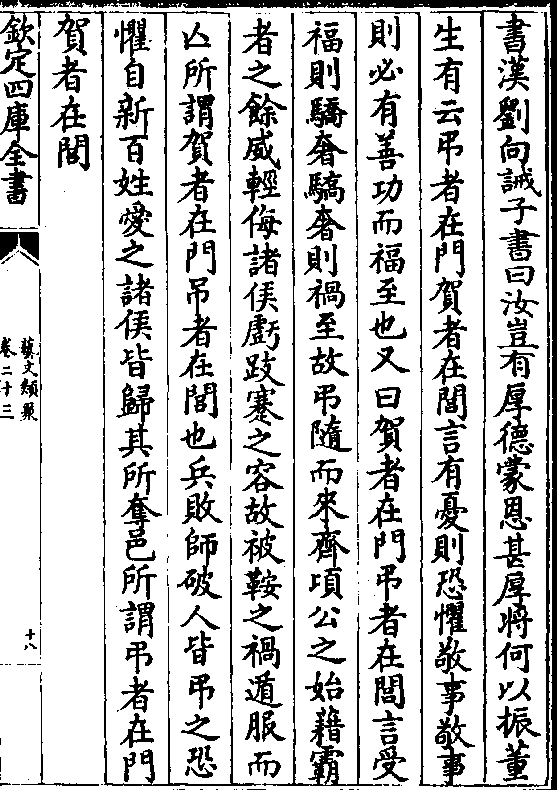 書漢劉向誡子書曰汝豈有厚德蒙恩甚厚將何以振董
生有云弔者在門賀者在閭言有憂則恐懼敬事敬事
則必有善功而福至也又曰賀者在門弔者在閭言受
福則驕奢驕奢則禍至故弔隨而來齊頃公之始藉霸
者之餘威輕侮諸侯虧跂蹇之容故被鞍之禍遁服而
亾所謂賀者在門吊者在閭也兵敗師破人皆弔之恐
懼自新百姓愛之諸侯皆歸其所奪邑所謂弔者在門
賀者在閭
欽定四庫全書
藝文類聚
卷二十三
十八